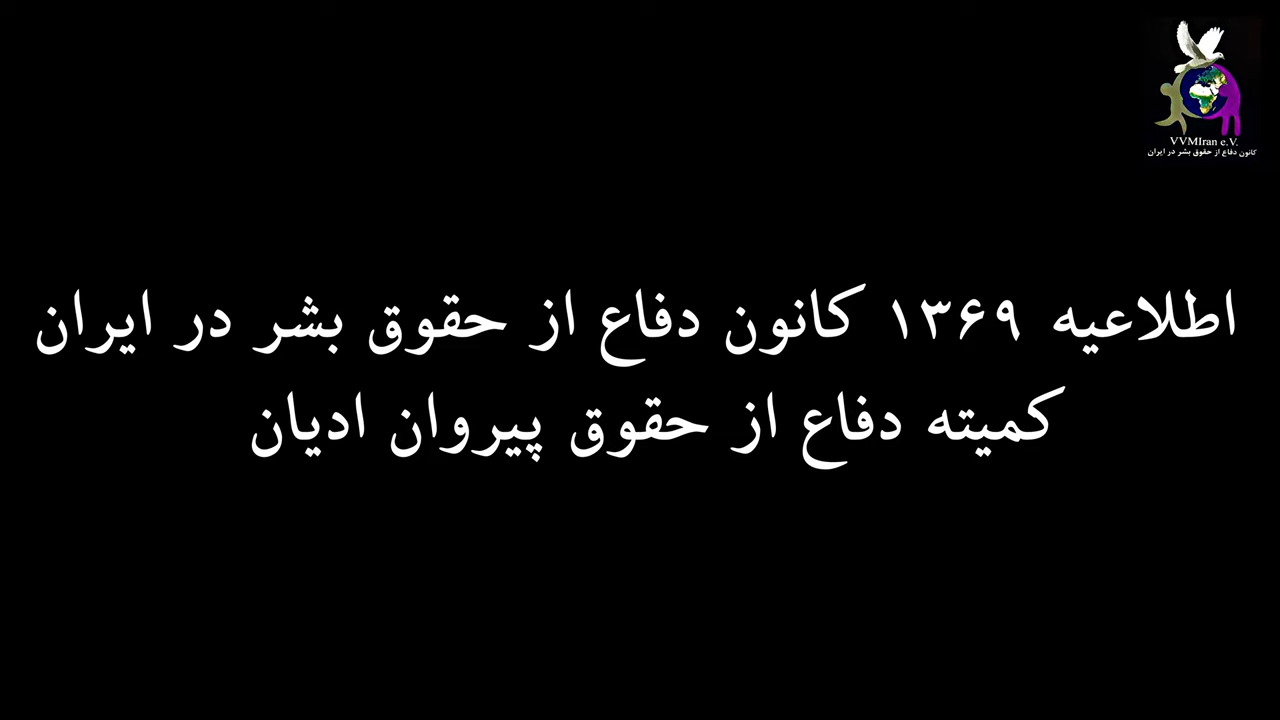 VVMIran e.V.
کانون دفاع از حقوق بشر در ایران
اطلاعیه ۱۳۶۹ کانون دفاع از حقوق بشر در ایران
کمیته دفاع از حقوق پیروان ادیان